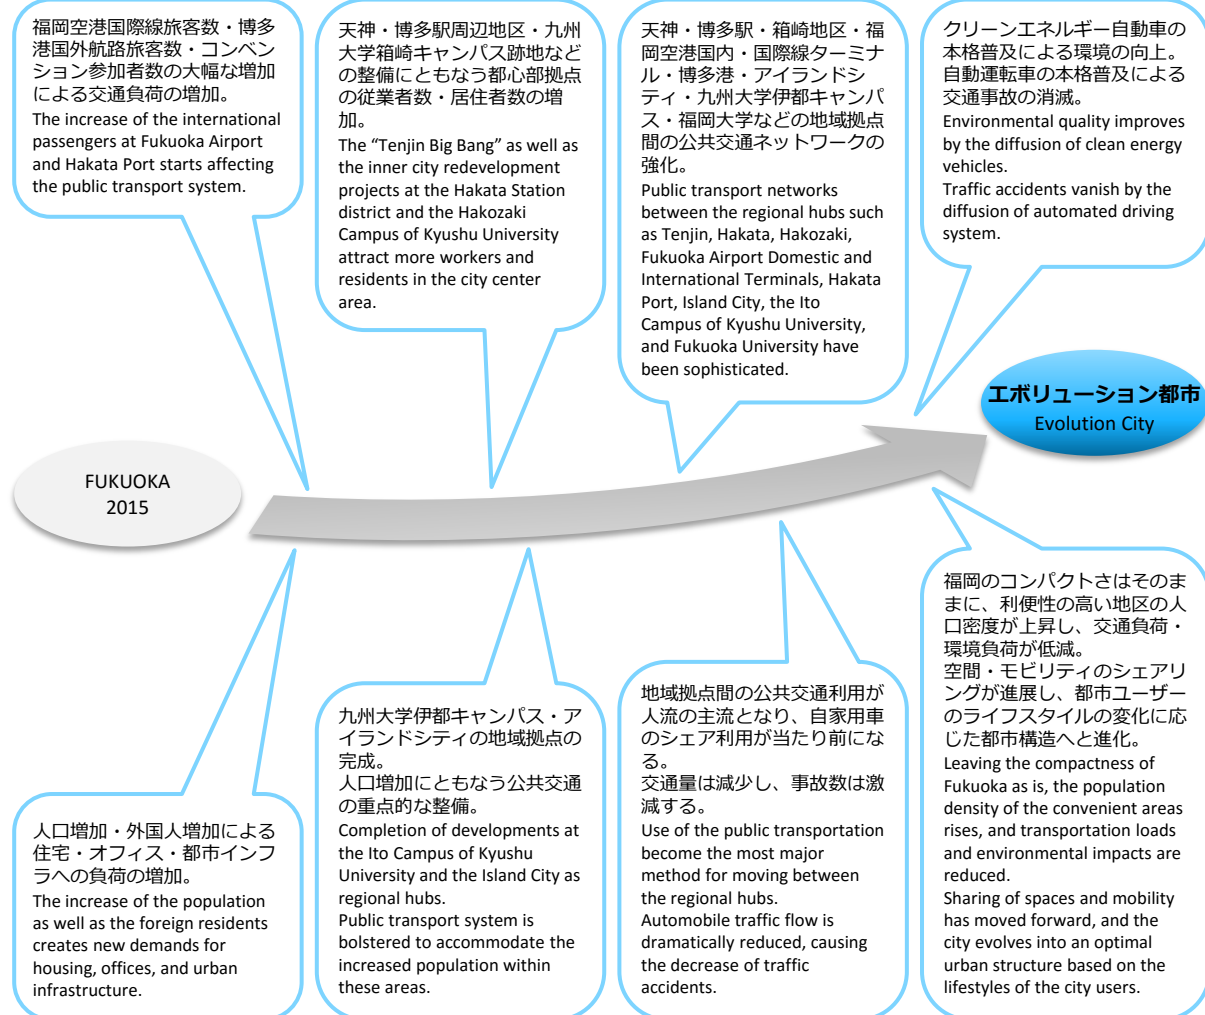 福岡空港国際線旅客数・博多
港国外航路旅客数・コンベン
ション参加者数の大幅な増加
による交通負荷の増加。
The increase of the international
passengers at Fukuoka Airport
and Hakata Port starts affecting
the public transport system.
天神・博多駅周辺地区・九州
大学箱崎キャンパス跡地など
の整備にともなう都心部拠点
の従業者数・居住者数の増
加。
The “Tenjin Big Bang” as well as
the inner city redevelopment
projects at the Hakata Station
district and the Hakozaki
Campus of Kyushu University
attract more workers and
residents in the city center
area.
天神・博多駅・箱崎地区・福
岡空港国内・国際線ターミナ
ル・博多港・アイランドシ
ティ・九州大学伊都キャンパ
ス・福岡大学などの地域拠点
間の公共交通ネットワークの
強化。
Public transport networks
between the regional hubs such
as Tenjin, Hakata, Hakozaki,
Fukuoka Airport Domestic and
International Terminals, Hakata
Port, Island City, the Ito
Campus of Kyushu University,
and Fukuoka University have
been sophisticated.
クリーンエネルギー自動車の
本格普及による環境の向上。
自動運転車の本格普及による
交通事故の消滅。
Environmental quality improves
by the diffusion of clean energy
vehicles.
Traffic accidents vanish by the
diffusion of automated driving
system.
エボリューション都市
Evolution City
FUKUOKA
2015
人口増加・外国人増加による
住宅・オフィス・都市インフ
ラへの負荷の増加。
The increase of the population
as well as the foreign residents
creates new demands for
housing, offices, and urban
infrastructure.
九州大学伊都キャンパス・ア
イランドシティの地域拠点の
完成。
人口増加にともなう公共交通
の重点的な整備。
Completion of developments at
the Ito Campus of Kyushu
University and the Island City as
regional hubs.
Public transport system is
bolstered to accommodate the
increased population within
these areas.
地域拠点間の公共交通利用が
人流の主流となり、自家用車
のシェア利用が当たり前にな
る。
交通量は減少し、事故数は激
減する。
Use of the public transportation
become the most major
method for moving between
the regional hubs.
Automobile traffic flow is
dramatically reduced, causing
the decrease of traffic
accidents.
福岡のコンパクトさはそのま
まに、利便性の高い地区の人
口密度が上昇し、交通負荷・
環境負荷が低減。
空間・モビリティのシェアリ
ングが進展し、都市ユーザー
のライフスタイルの変化に応
じた都市構造へと進化。
Leaving the compactness of
Fukuoka as is, the population
density of the convenient areas
rises, and transportation loads
and environmental impacts are
reduced.
Sharing of spaces and mobility
has moved forward, and the
city evolves into an optimal
urban structure based on the
lifestyles of the city users.